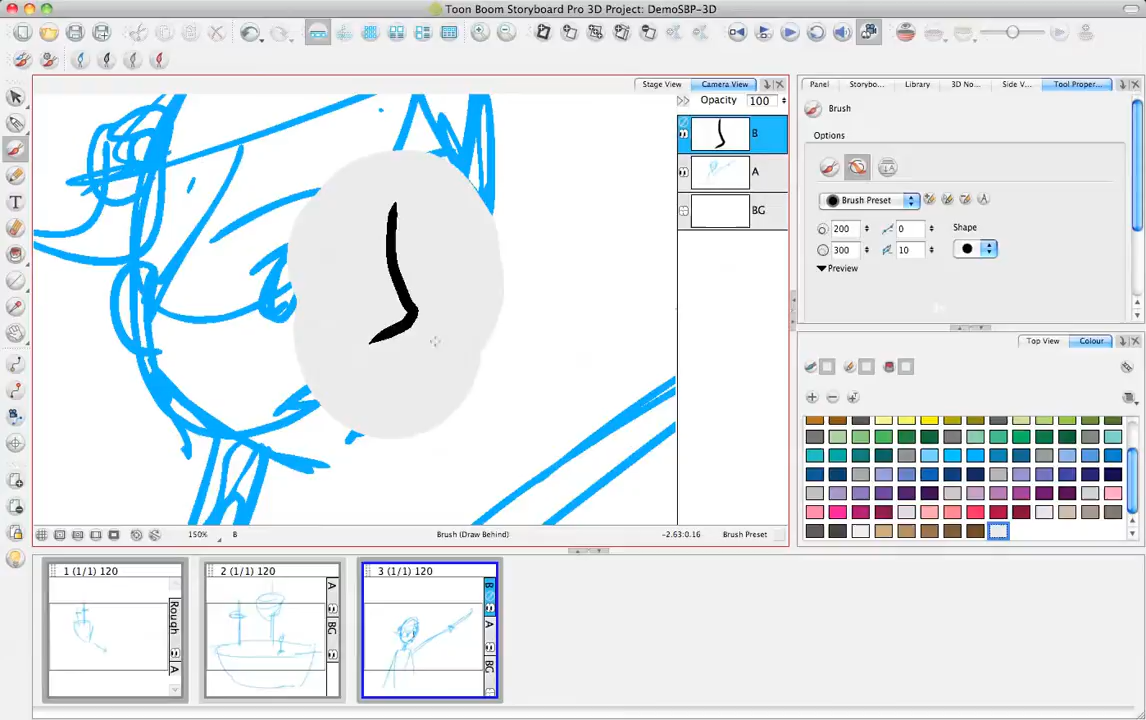 Toon Boom Storyboard Pro 3D Project: DemoSBP-3D
Stage View
Camera View
Opacity 100
B
A
BG
Panel
Storybo...
Library
3D No...
Side V...
Tool Proper...
Brush
Options
Brush Preset
200
0
Shape
300
10
Preview
Top View
Colour
T
150%
B
Brush (Draw Behind)
-2.63:0.16
Brush Preset
1 (1/1) 120
Rough
A
2 (1/1) 120
A
BG
3 (1/1) 120
B
A
BG